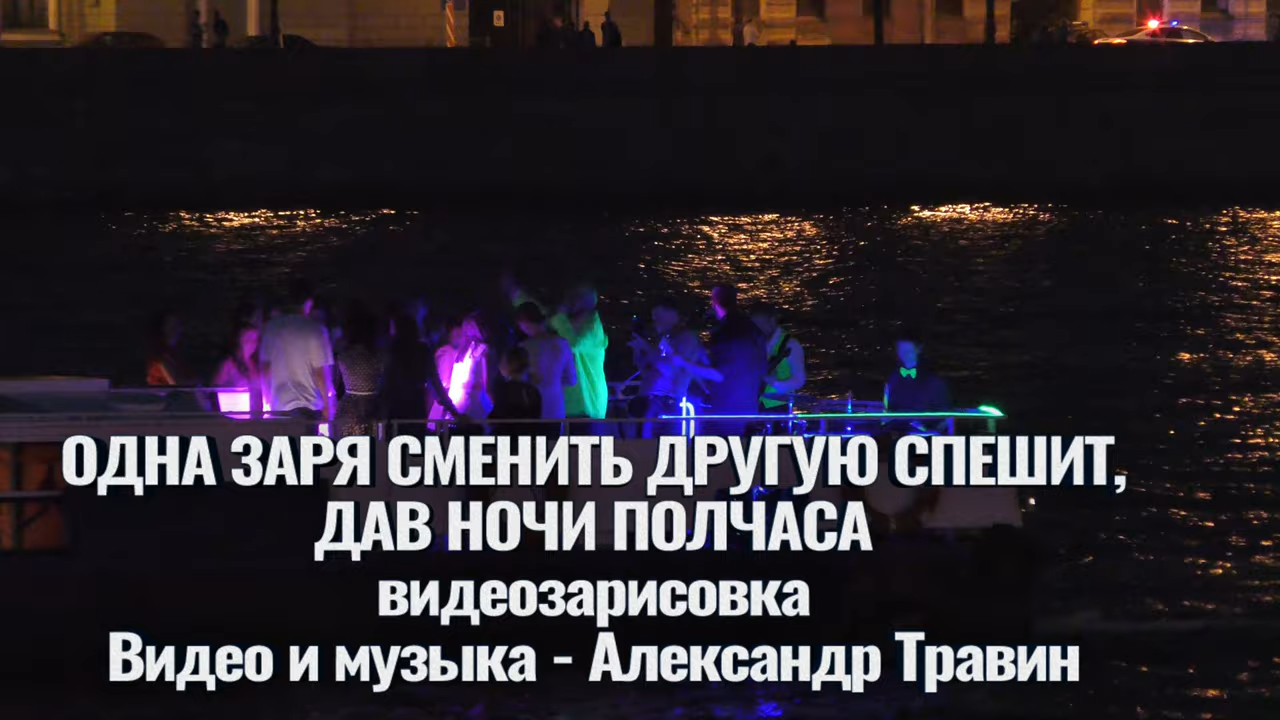 ОДНА ЗАРЯ СМЕНИТЬ ДРУГУЮ СПЕШИТ,
ДАВ НОЧИ ПОЛЧАСА
видеозарисовка
Видео и музыка - Александр Травин